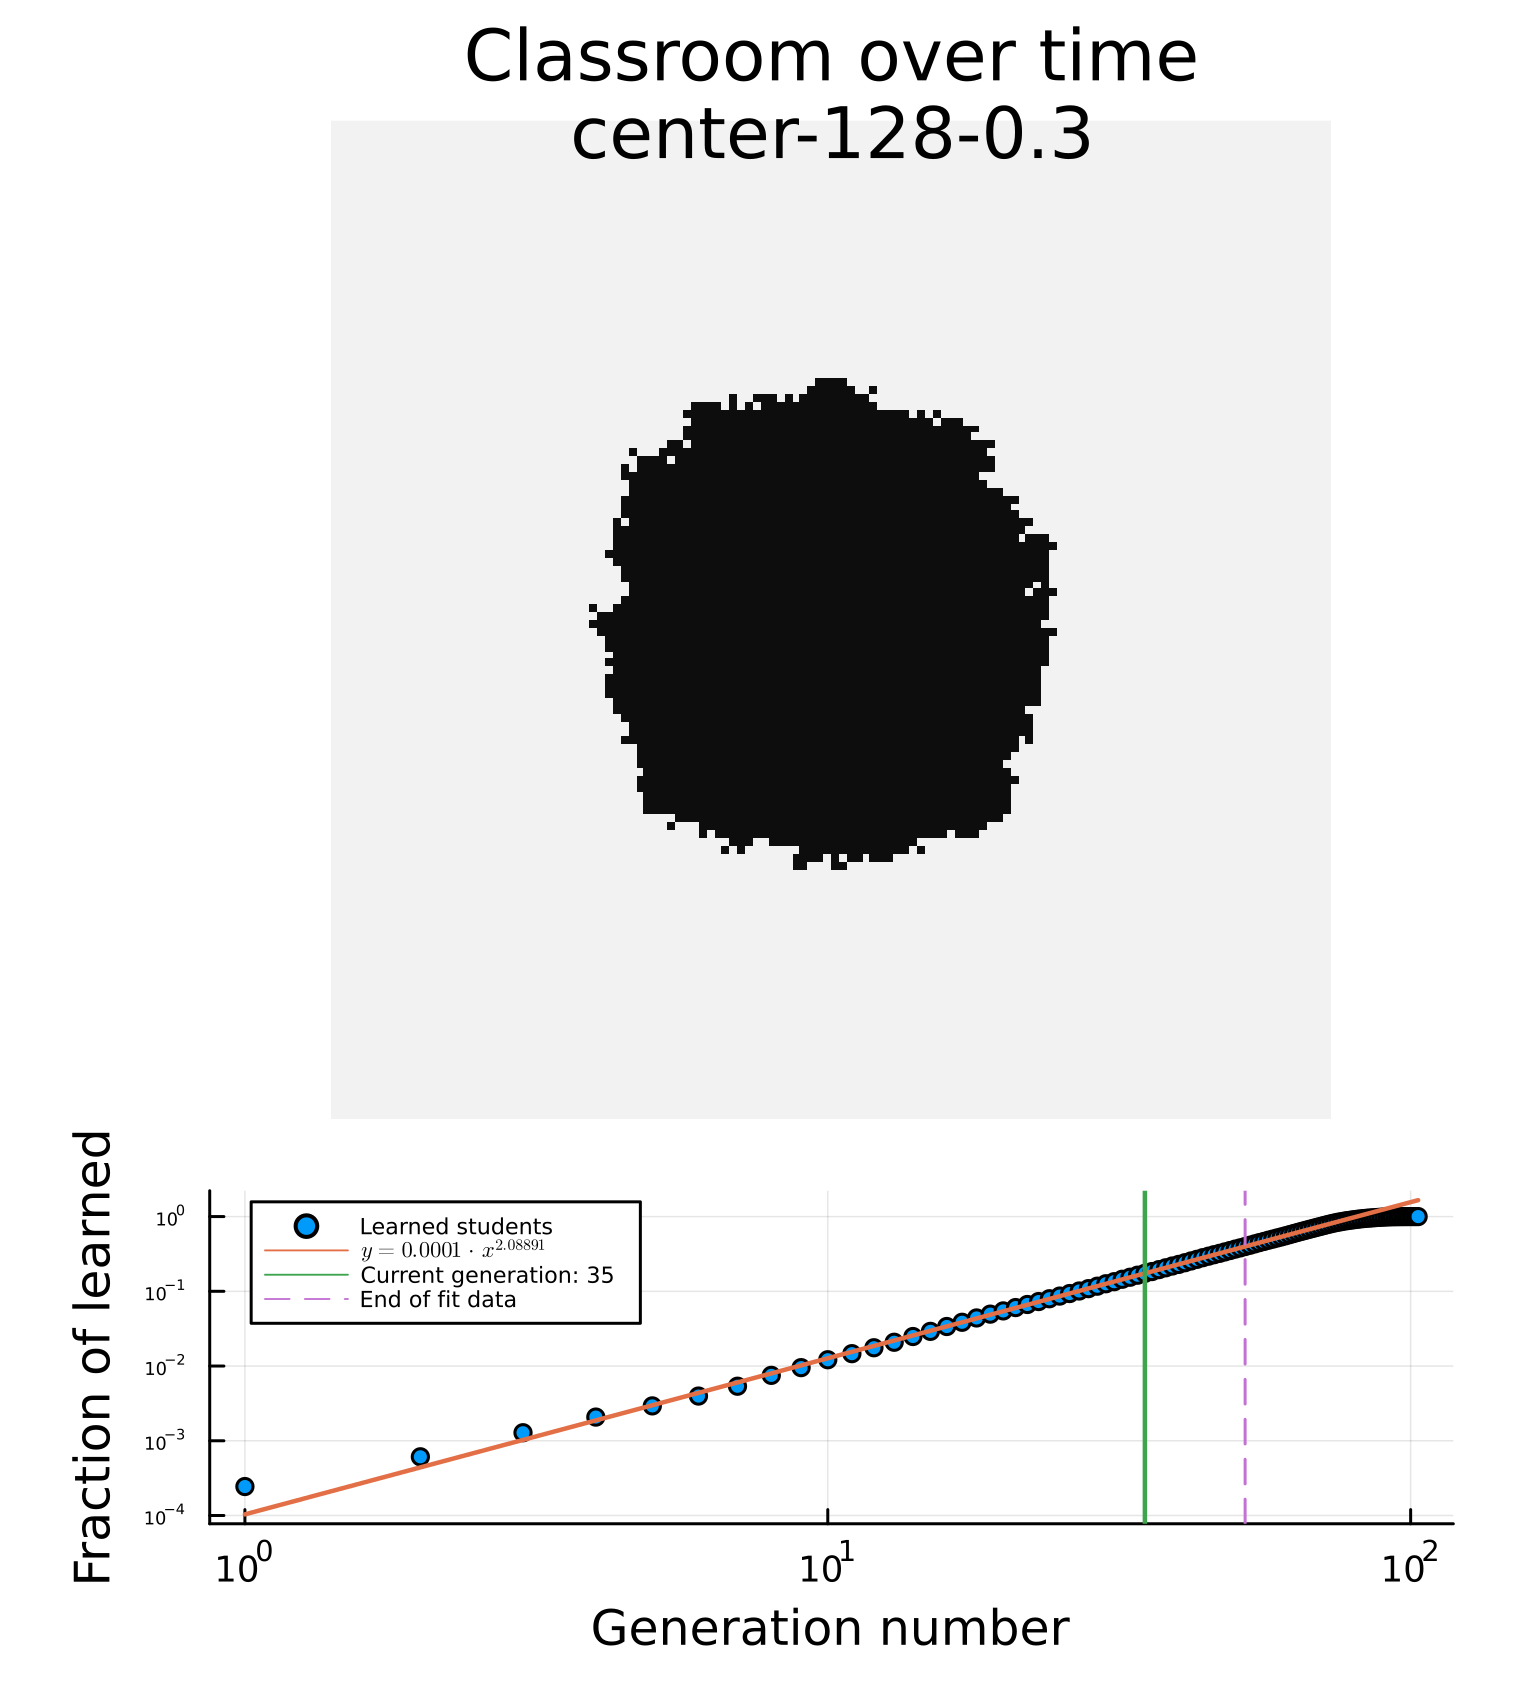 Classroom over time
center-128-0.3
Fraction of learned
10^0
10^-1
10^-2
10^-3
10^-4
Learned students
y = 0.0001 · x^2.08891
Current generation: 35
End of fit data
10^0
10^1
10^2
Generation number